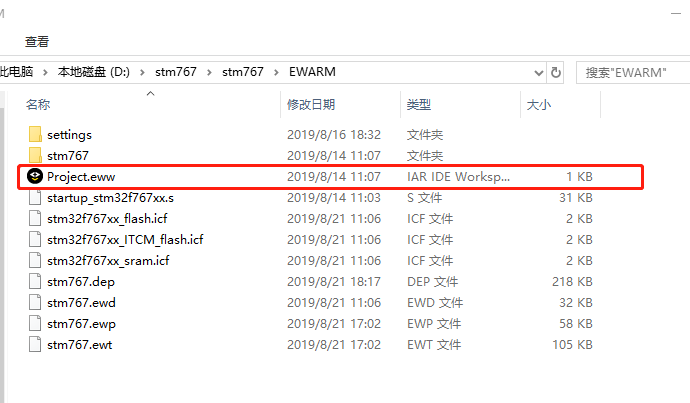 查看
此电脑 › 本地磁盘 (D:) › stm767 › stm767 › EWARM 搜索"EWARM"
名称 修改日期 类型 大小
settings 2019/8/16 18:32 文件夹
stm767 2019/8/14 11:07 文件夹
Project.eww 2019/8/14 11:07 IAR IDE Worksp... 1 KB
startup_stm32f767xx.s 2019/8/14 11:03 S 文件 31 KB
stm32f767xx_flash.icf 2019/8/21 11:06 ICF 文件 2 KB
stm32f767xx_ITCM_flash.icf 2019/8/21 11:06 ICF 文件 2 KB
stm32f767xx_sram.icf 2019/8/21 11:06 ICF 文件 2 KB
stm767.dep 2019/8/21 18:17 DEP 文件 218 KB
stm767.ewd 2019/8/21 11:06 EWD 文件 32 KB
stm767.ewp 2019/8/21 17:02 EWP 文件 58 KB
stm767.ewt 2019/8/21 17:02 EWT 文件 105 KB